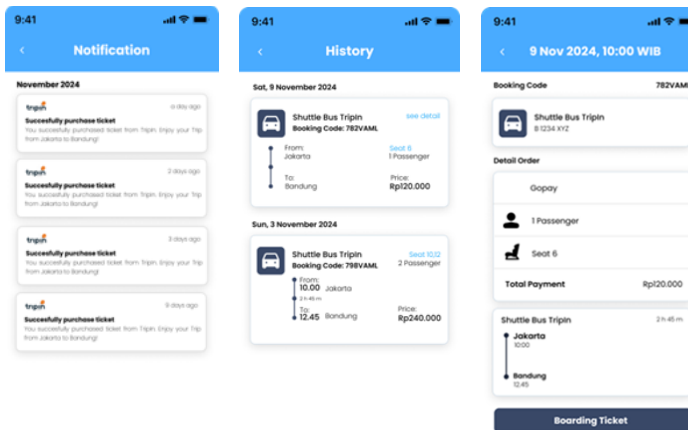 9:41
Notification
November 2024
tripin
a day ago
Succesfully purchase ticket
You succesfully purchased ticket from Tripin. Enjoy your Trip
from Jakarta to Bandung!
tripin
2 days ago
Succesfully purchase ticket
You succesfully purchased ticket from Tripin. Enjoy your Trip
from Jakarta to Bandung!
tripin
3 days ago
Succesfully purchase ticket
You succesfully purchased ticket from Tripin. Enjoy your Trip
from Jakarta to Bandung!
tripin
9 days ago
Succesfully purchase ticket
You succesfully purchased ticket from Tripin. Enjoy your Trip
from Jakarta to Bandung!
9:41
History
Sat, 9 November 2024
Shuttle Bus TripIn
see detail
Booking Code: 782VAML
From:
Jakarta
Seat 6
1 Passenger
To:
Bandung
Price:
Rp120.000
Sun, 3 November 2024
Shuttle Bus TripIn
Seat 10,12
Booking Code: 798VAML
2 Passenger
From:
10.00 Jakarta
2 h 45 m
To:
12.45 Bandung
Price:
Rp240.000
9:41
9 Nov 2024, 10:00 WIB
Booking Code
782VAML
Shuttle Bus TripIn
B 1234 XYZ
Detail Order
Gopay
1 Passenger
Seat 6
Total Payment
Rp120.000
Shuttle Bus TripIn
2 h 45 m
Jakarta
10:00
Bandung
12:45
Boarding Ticket